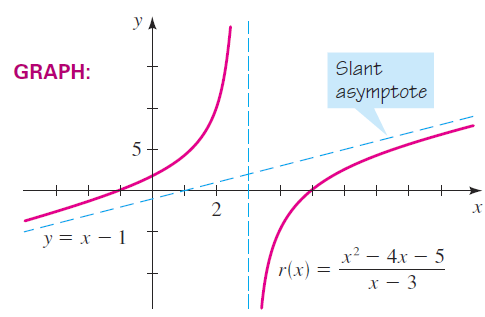 y
GRAPH:
Slant
asymptote
5
2
x
y = x − 1
r(x) = x² − 4x − 5 / x − 3